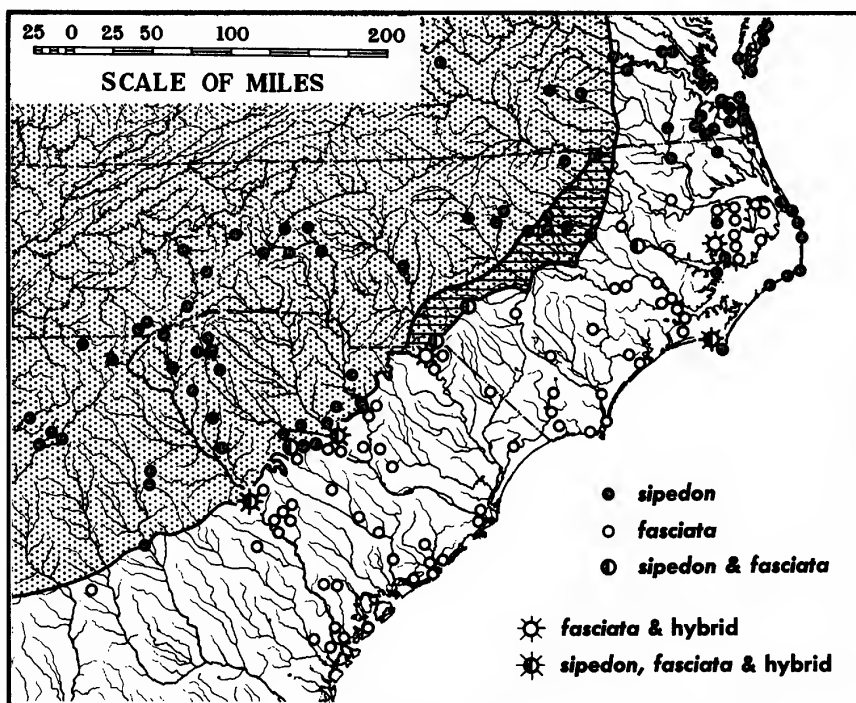 25 0 25 50 100 200
SCALE OF MILES
sipedon
fasciata
sipedon & fasciata
fasciata & hybrid
sipedon, fasciata & hybrid